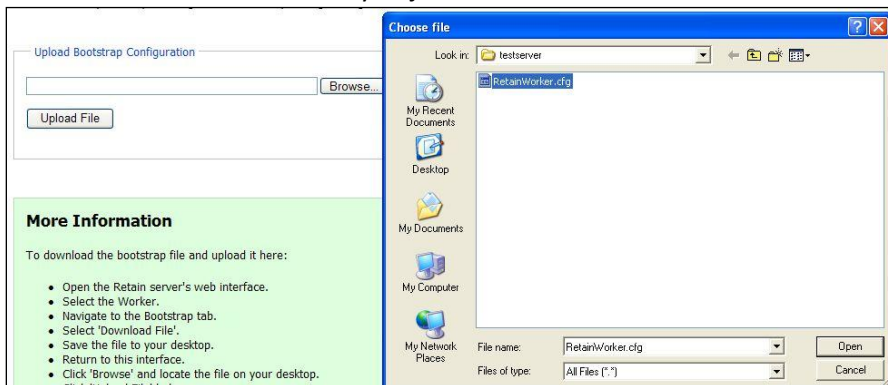 Upload Bootstrap Configuration
Browse...
Upload File
More Information
To download the bootstrap file and upload it here:
Open the Retain server's web interface.
Select the Worker.
Navigate to the Bootstrap tab.
Select 'Download File'.
Save the file to your desktop.
Return to this interface.
Click 'Browse' and locate the file on your desktop.
Choose file
Look in:
testserver
RetainWorker.cfg
My Recent
Documents
Desktop
My Documents
My Computer
My Network
Places
File name:
RetainWorker.cfg
Open
Files of type:
All Files (*.*)
Cancel